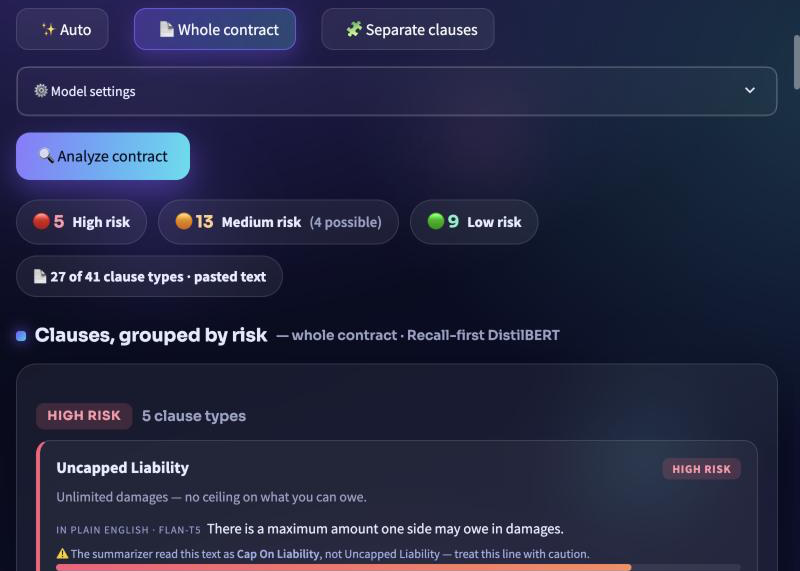 ✨ Auto
📄 Whole contract
🧩 Separate clauses
⚙️ Model settings
🔍 Analyze contract
🔴 5 High risk
🟠 13 Medium risk (4 possible)
🟢 9 Low risk
📄 27 of 41 clause types · pasted text
Clauses, grouped by risk — whole contract · Recall-first DistilBERT
HIGH RISK 5 clause types
Uncapped Liability HIGH RISK
Unlimited damages — no ceiling on what you can owe.
IN PLAIN ENGLISH · FLAN-T5 There is a maximum amount one side may owe in damages.
⚠️ The summarizer read this text as Cap On Liability, not Uncapped Liability — treat this line with caution.